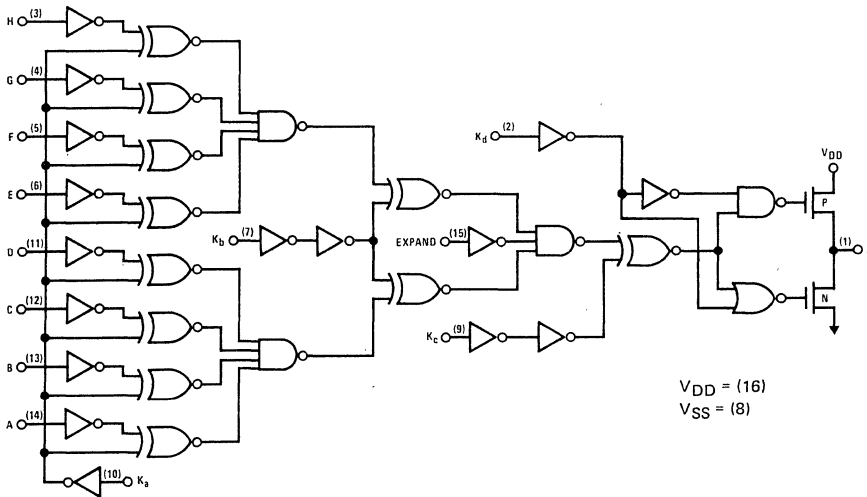 H (3)
G (4)
F (5)
E (6)
D (11)
C (12)
B (13)
A (14)
(10) Ka
Kb (7)
Kd (2)
EXPAND (15)
Kc (9)
VDD
P
(1)
N
VDD = (16)
VSS = (8)